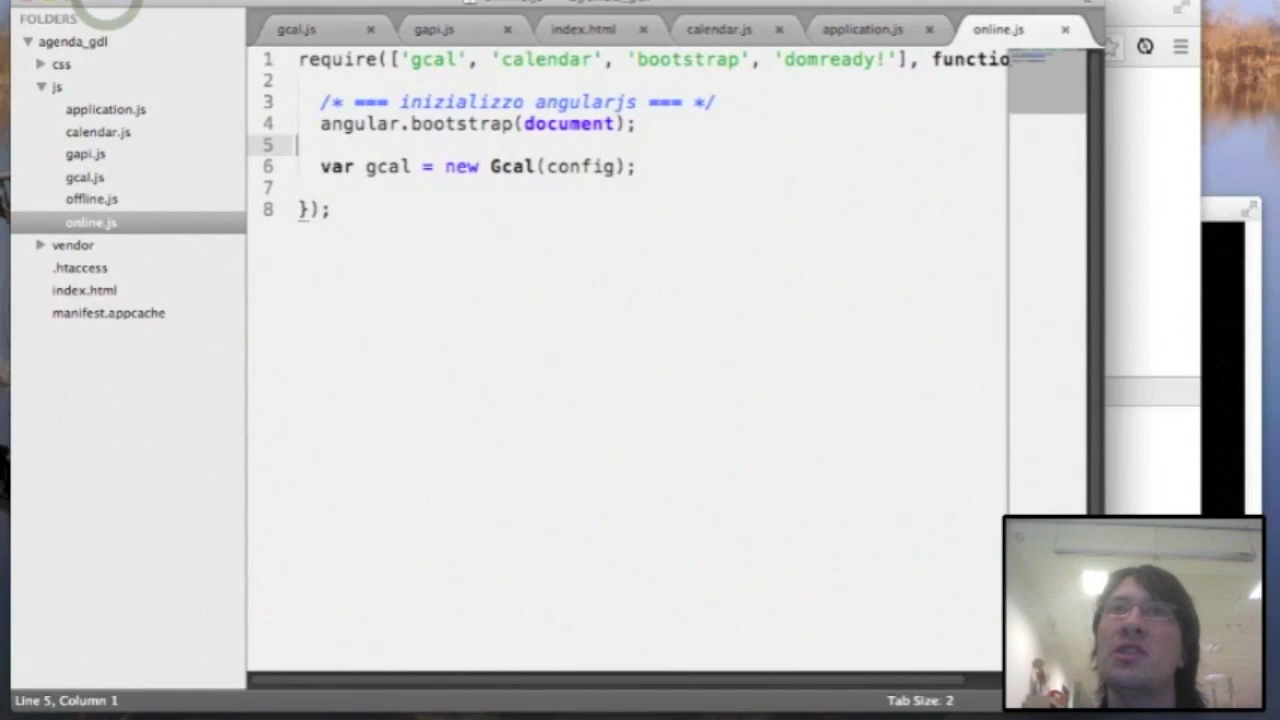 FOLDERS
agenda_gdl
css
js
application.js
calendar.js
gapi.js
gcal.js
offline.js
online.js
vendor
.htaccess
index.html
manifest.appcache
gcal.js × gapi.js × index.html × calendar.js × application.js × online.js ×
1 require(['gcal', 'calendar', 'bootstrap', 'domready!'], functio
2
3 /* === inizializzo angularjs === */
4 angular.bootstrap(document);
5
6 var gcal = new Gcal(config);
7
8 });
Line 5, Column 1
Tab Size: 2